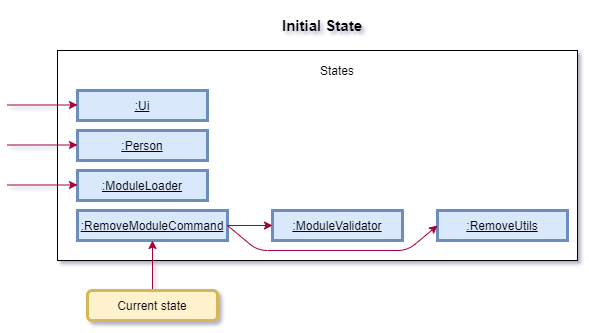 Initial State
States
:Ui
:Person
:ModuleLoader
:RemoveModuleCommand
:ModuleValidator
:RemoveUtils
Current state